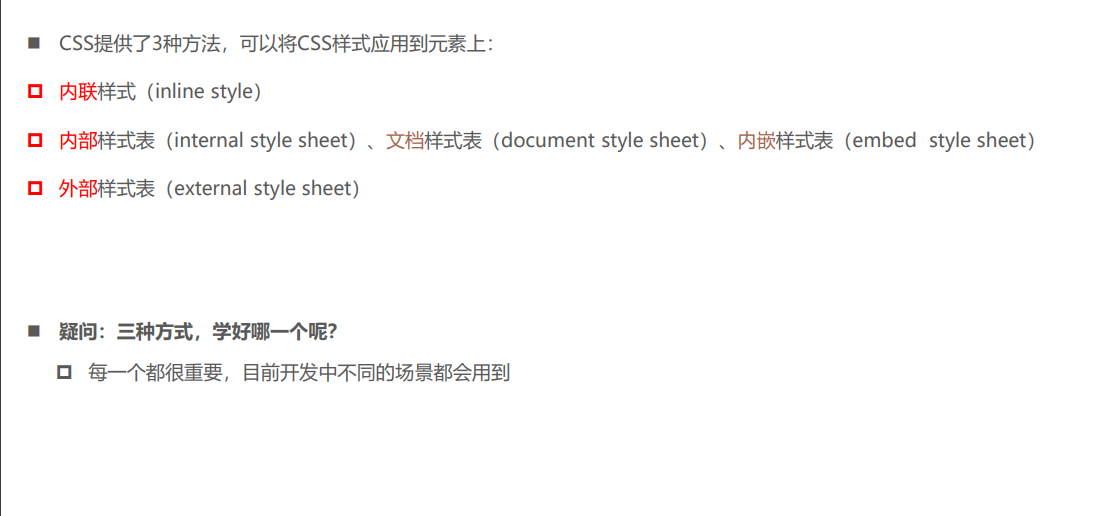 CSS提供了3种方法，可以将CSS样式应用到元素上：
内联样式（inline style）
内部样式表（internal style sheet）、文档样式表（document style sheet）、内嵌样式表（embed  style sheet）
外部样式表（external style sheet）
疑问：三种方式，学好哪一个呢？
每一个都很重要，目前开发中不同的场景都会用到